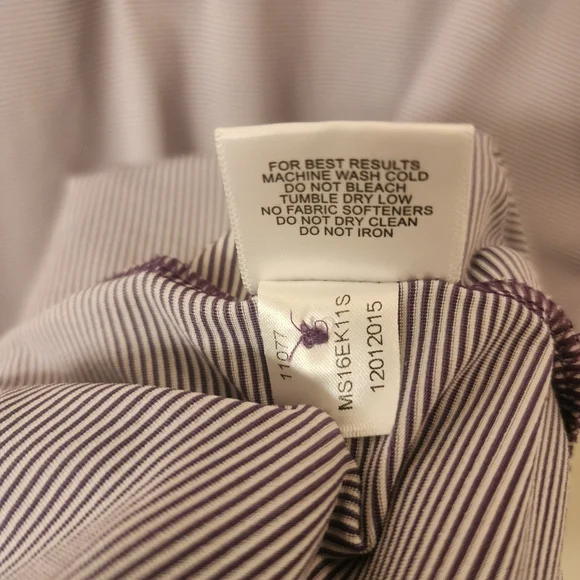 FOR BEST RESULTS
MACHINE WASH COLD
DO NOT BLEACH
TUMBLE DRY LOW
NO FABRIC SOFTENERS
DO NOT DRY CLEAN
DO NOT IRON
11077
MS16EK11S
12012015